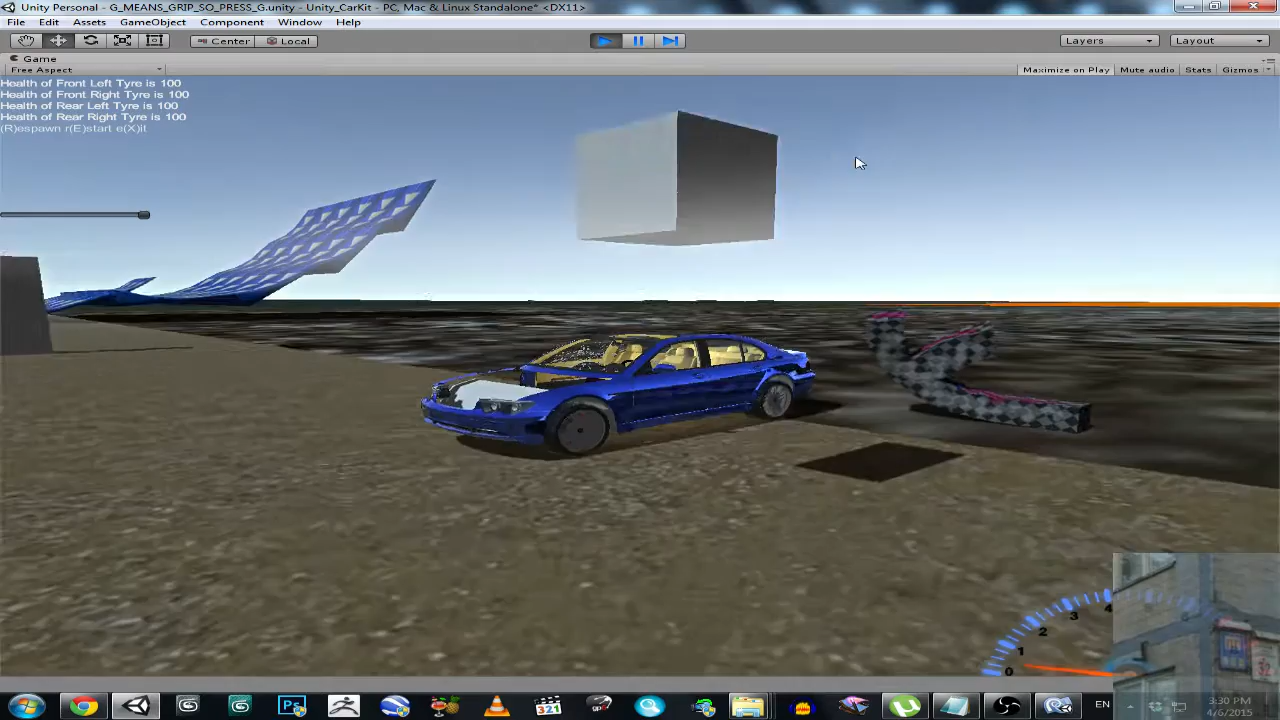 Unity Personal - G_MEANS_GRIP_SO_PRESS_G.unity - Unity_CarKit - PC, Mac & Linux Standalone* <DX11>
File Edit Assets GameObject Component Window Help
Center Local Layers Layout
Game
Free Aspect Maximize on Play Mute audio Stats Gizmos
Health of Front Left Tyre is 100
Health of Front Right Tyre is 100
Health of Rear Left Tyre is 100
Health of Rear Right Tyre is 100
(R)espawn r(E)start e(X)it
4
3
2
1
0
Ps
321
EN
3:30 PM
4/6/2015